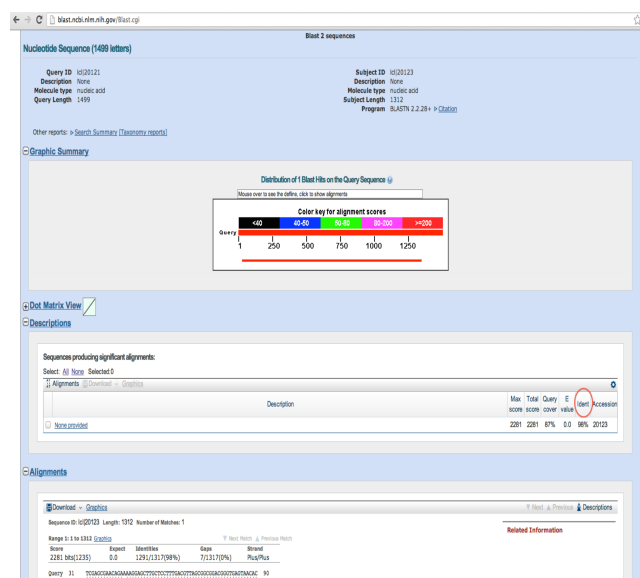 blast.ncbi.nlm.nih.gov/Blast.cgi
Blast 2 sequences
Nucleotide Sequence (1499 letters)
Query ID lcl|20121
Description None
Molecule type nucleic acid
Query Length 1499
Subject ID lcl|20123
Description None
Molecule type nucleic acid
Subject Length 1312
Program BLASTN 2.2.28+ Citation
Other reports: Search Summary [Taxonomy reports]
Graphic Summary
Distribution of 1 Blast Hits on the Query Sequence
Mouse over to see the defline, click to show alignments
Color key for alignment scores
<40 40-50 50-80 80-200 >=200
Query
1 250 500 750 1000 1250
Dot Matrix View
Descriptions
Sequences producing significant alignments:
Select: All None Selected:0
Alignments Download Graphics
Description Max score Total score Query cover E value Ident Accession
None provided 2281 2281 87% 0.0 98% 20123
Alignments
Download Graphics Next Previous Descriptions
Sequence ID: lcl|20123 Length: 1312 Number of Matches: 1
Related Information
Range 1: 1 to 1312 Graphics Next Match Previous Match
Score Expect Identities Gaps Strand
2281 bits(1235) 0.0 1291/1317(98%) 7/1317(0%) Plus/Plus
Query 31 TCGAGCGAACAGAAAAGGAGCTTGCTCCTTTGACGTTAGCGGCGGACGGGTGAGTAACAC 90